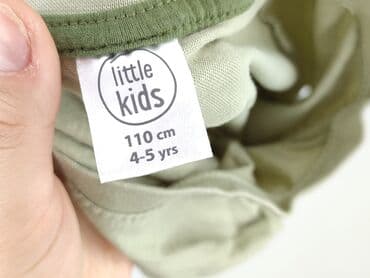 little
kids
110 cm
4-5 yrs